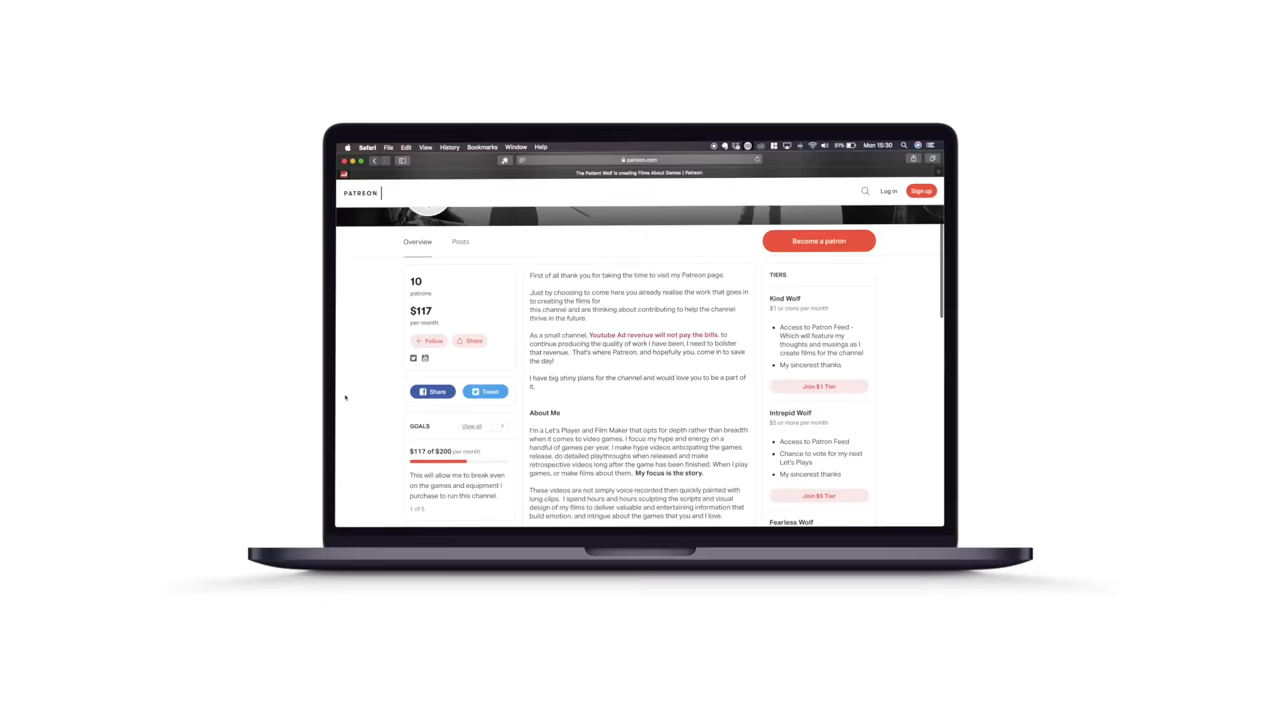 Safari File Edit View History Bookmarks Window Help
51% Mon 15:30
patreon.com
The Patient Wolf is creating Films About Games | Patreon
PATREON
Log in
Sign up
Overview
Posts
Become a patron
10
patrons
$117
per month
Follow
Share
Share
Tweet
GOALS
View all
$117 of $200 per month
This will allow me to break even
on the games and equipment I
purchase to run this channel.
1 of 5
First of all thank you for taking the time to visit my Patreon page.
Just by choosing to come here you already realise the work that goes in
to creating the films for
this channel and are thinking about contributing to help the channel
thrive in the future.
As a small channel, Youtube Ad revenue will not pay the bills. to
continue producing the quality of work I have been, I need to bolster
that revenue. That's where Patreon, and hopefully you, come in to save
the day!
I have big shiny plans for the channel and would love you to be a part of
it.
About Me
I'm a Let's Player and Film Maker that opts for depth rather than breadth
when it comes to video games. I focus my hype and energy on a
handful of games per year. I make hype videos anticipating the games
release, do detailed playthroughs when released and make
retrospective videos long after the game has been finished. When I play
games, or make films about them.. My focus is the story.
These videos are not simply voice recorded then quickly painted with
long clips. I spend hours and hours sculpting the scripts and visual
design of my films to deliver valuable and entertaining information that
build emotion, and intrigue about the games that you and I love.
TIERS
Kind Wolf
$1 or more per month
Access to Patron Feed -
Which will feature my
thoughts and musings as I
create films for the channel
My sincerest thanks
Join $1 Tier
Intrepid Wolf
$5 or more per month
Access to Patron Feed
Chance to vote for my next
Let's Plays
My sincerest thanks
Join $5 Tier
Fearless Wolf